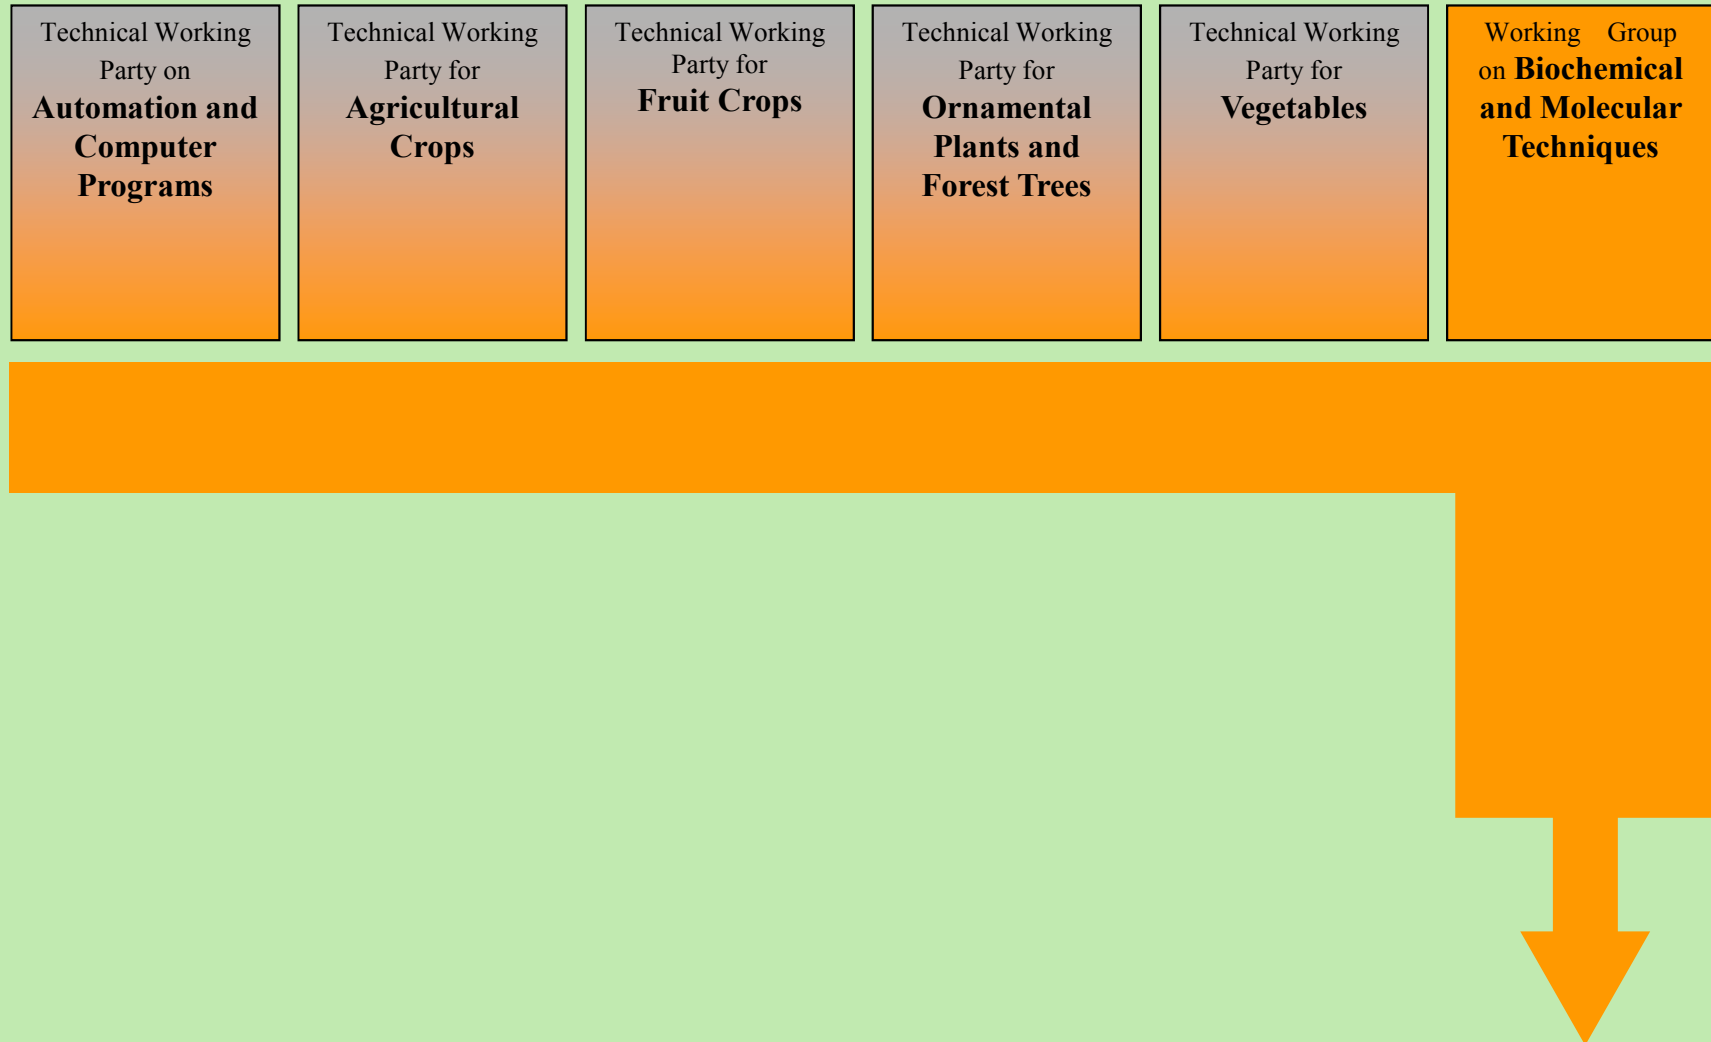 Technical Working
Party on
Automation and
Computer
Programs
Technical Working
Party for
Agricultural
Crops
Technical Working
Party for
Fruit Crops
Technical Working
Party for
Ornamental
Plants and
Forest Trees
Technical Working
Party for
Vegetables
Working Group
on Biochemical
and Molecular
Techniques